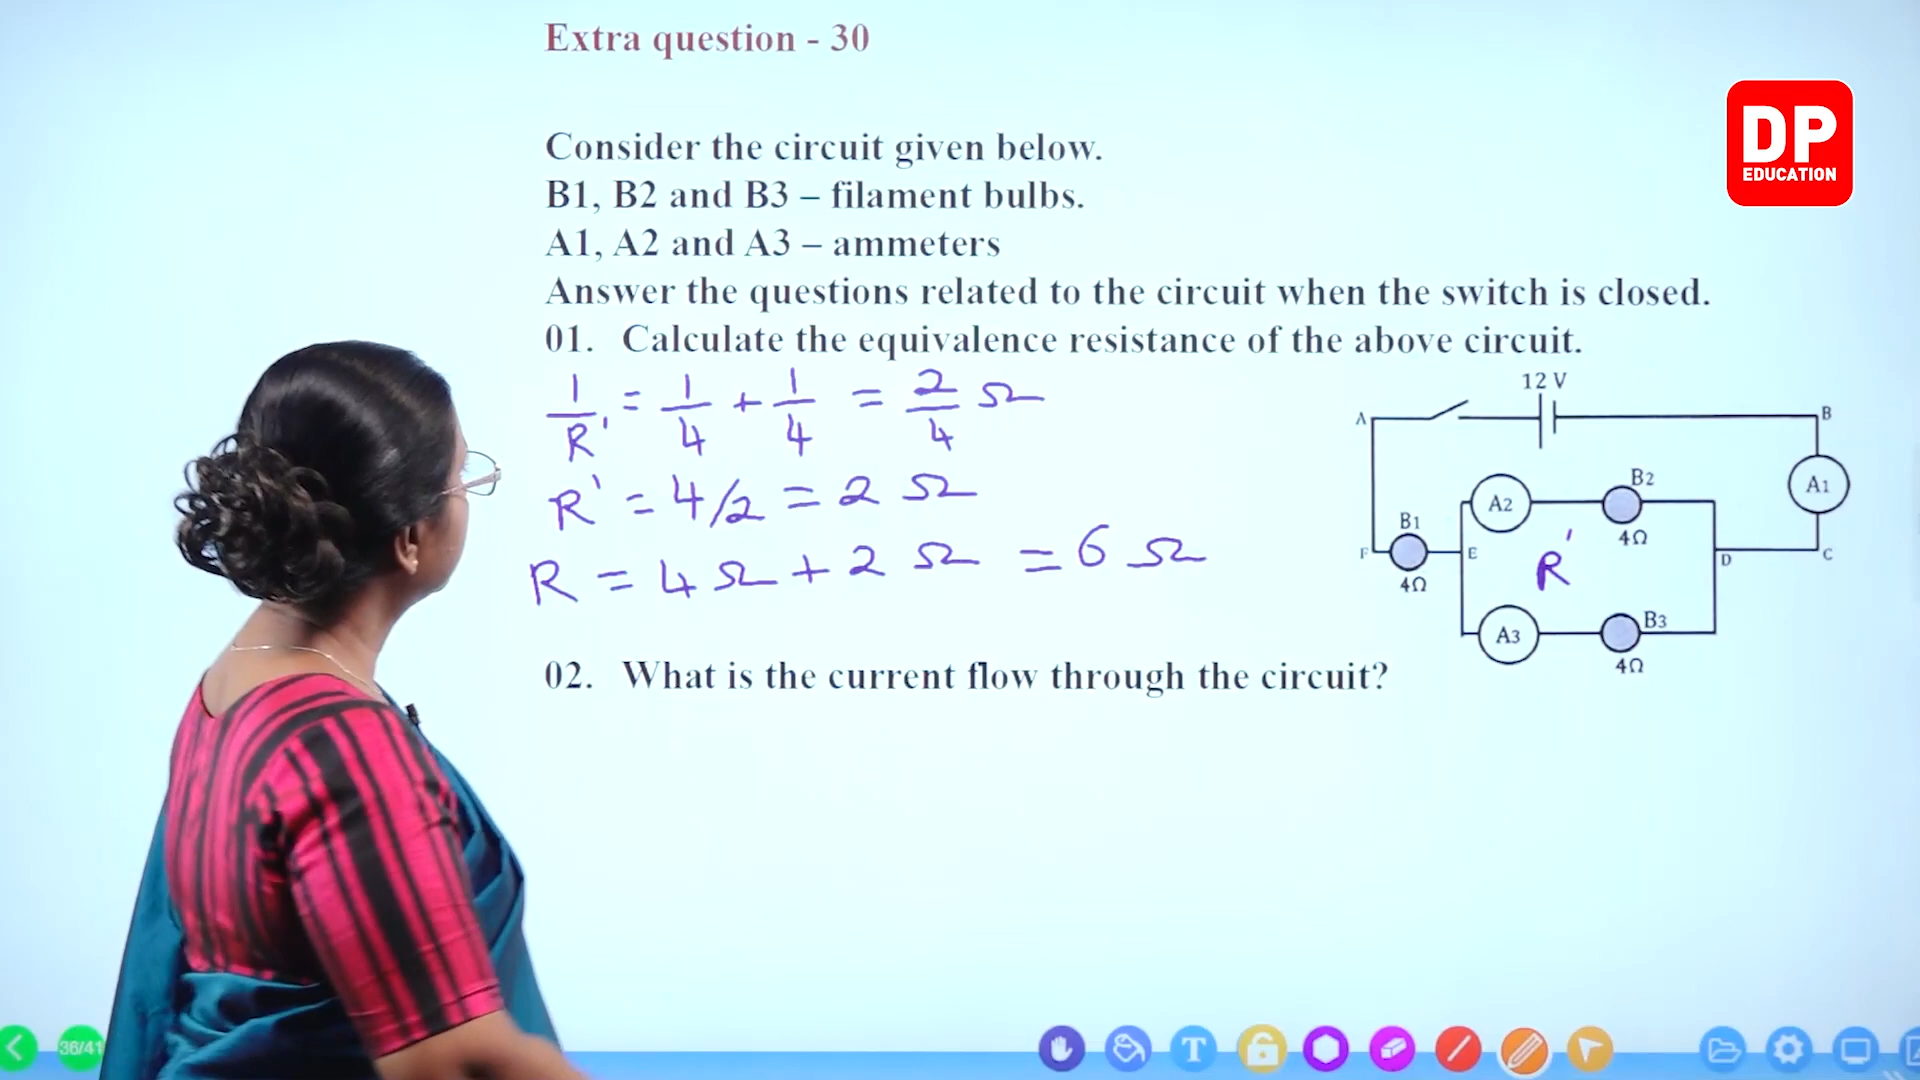 Extra question - 30
DP
EDUCATION
Consider the circuit given below.
B1, B2 and B3 – filament bulbs.
A1, A2 and A3 – ammeters
Answer the questions related to the circuit when the switch is closed.
01. Calculate the equivalence resistance of the above circuit.
1/R' = 1/4 + 1/4 = 2/4 Ω
R' = 4/2 = 2 Ω
R = 4Ω + 2 Ω = 6 Ω
12 V
A
B
A1
B2
A2
4Ω
B1
F
E
R'
D
C
4Ω
A3
B3
4Ω
02. What is the current flow through the circuit?
36/41
T